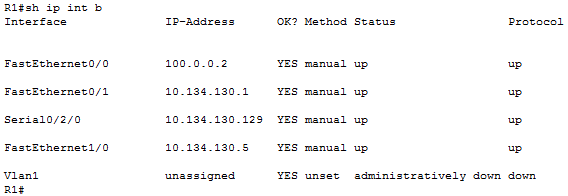 R1#sh ip int b
Interface IP-Address OK? Method Status Protocol
FastEthernet0/0 100.0.0.2 YES manual up up
FastEthernet0/1 10.134.130.1 YES manual up up
Serial0/2/0 10.134.130.129 YES manual up up
FastEthernet1/0 10.134.130.5 YES manual up up
Vlan1 unassigned YES unset administratively down down
R1#